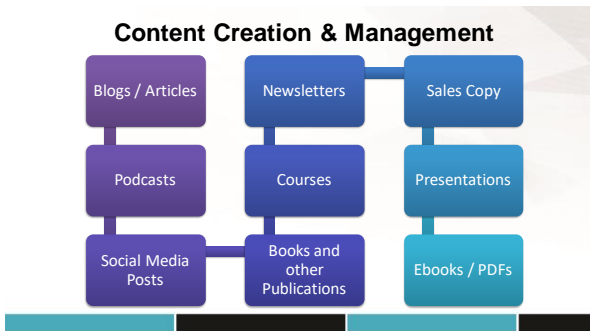 Content Creation & Management
Blogs / Articles
Podcasts
Social Media
Posts
Books and
other
Publications
Courses
Newsletters
Sales Copy
Presentations
Ebooks / PDFs